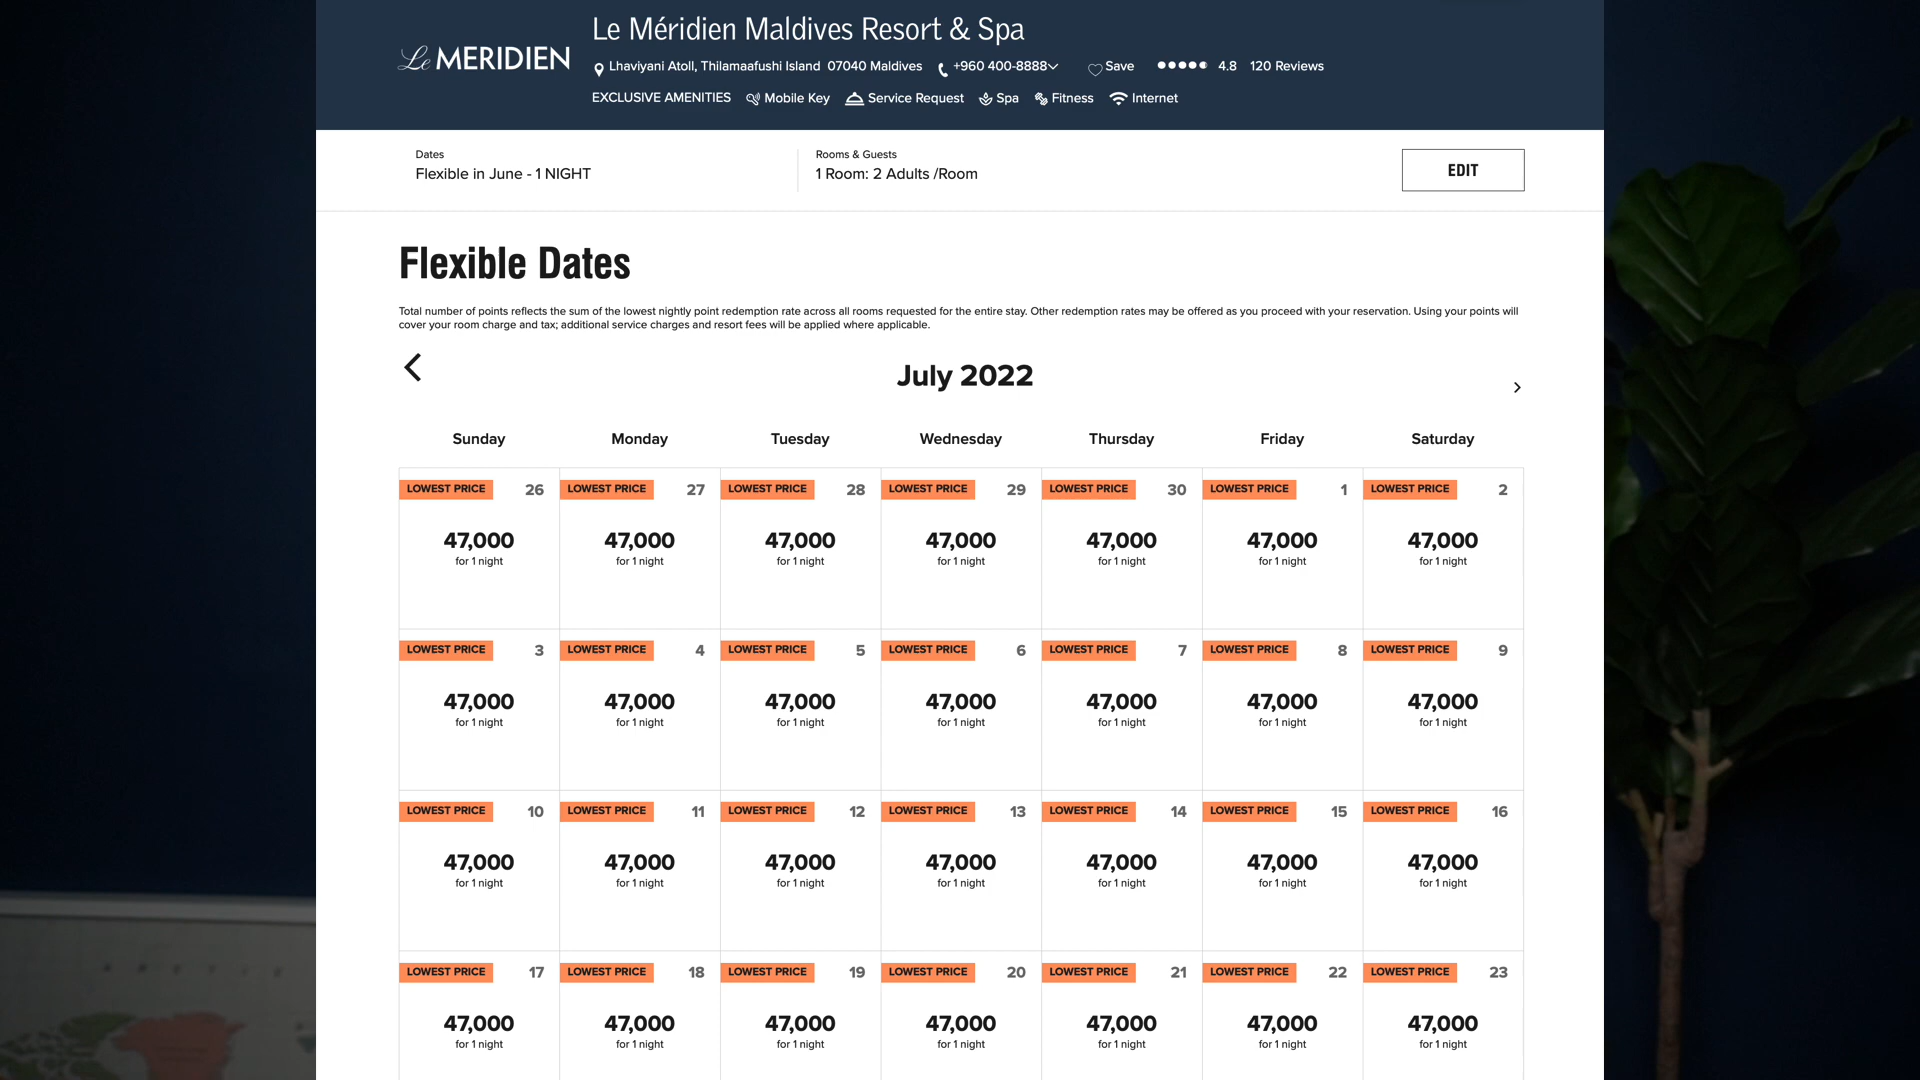 Le MERIDIEN
Le Méridien Maldives Resort & Spa
Lhaviyani Atoll, Thilamaafushi Island 07040 Maldives +960 400-8888 Save 4.8 120 Reviews
EXCLUSIVE AMENITIES Mobile Key Service Request Spa Fitness Internet
Dates Rooms & Guests
Flexible in June - 1 NIGHT 1 Room: 2 Adults /Room EDIT
Flexible Dates
Total number of points reflects the sum of the lowest nightly point redemption rate across all rooms requested for the entire stay. Other redemption rates may be offered as you proceed with your reservation. Using your points will
cover your room charge and tax; additional service charges and resort fees will be applied where applicable.
July 2022
Sunday Monday Tuesday Wednesday Thursday Friday Saturday
LOWEST PRICE 26 LOWEST PRICE 27 LOWEST PRICE 28 LOWEST PRICE 29 LOWEST PRICE 30 LOWEST PRICE 1 LOWEST PRICE 2
47,000 47,000 47,000 47,000 47,000 47,000 47,000
for 1 night for 1 night for 1 night for 1 night for 1 night for 1 night for 1 night
LOWEST PRICE 3 LOWEST PRICE 4 LOWEST PRICE 5 LOWEST PRICE 6 LOWEST PRICE 7 LOWEST PRICE 8 LOWEST PRICE 9
47,000 47,000 47,000 47,000 47,000 47,000 47,000
for 1 night for 1 night for 1 night for 1 night for 1 night for 1 night for 1 night
LOWEST PRICE 10 LOWEST PRICE 11 LOWEST PRICE 12 LOWEST PRICE 13 LOWEST PRICE 14 LOWEST PRICE 15 LOWEST PRICE 16
47,000 47,000 47,000 47,000 47,000 47,000 47,000
for 1 night for 1 night for 1 night for 1 night for 1 night for 1 night for 1 night
LOWEST PRICE 17 LOWEST PRICE 18 LOWEST PRICE 19 LOWEST PRICE 20 LOWEST PRICE 21 LOWEST PRICE 22 LOWEST PRICE 23
47,000 47,000 47,000 47,000 47,000 47,000 47,000
for 1 night for 1 night for 1 night for 1 night for 1 night for 1 night for 1 night